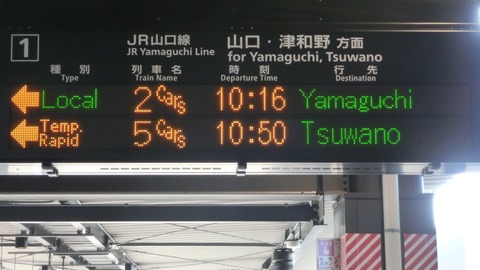 1 JR山口線 山口・津和野 方面
JR Yamaguchi Line for Yamaguchi, Tsuwano
種別 列車名 時刻 行先
Type Train Name Departure Time Destination
Local 2 Cars 10:16 Yamaguchi
Temp. Rapid 5 Cars 10:50 Tsuwano